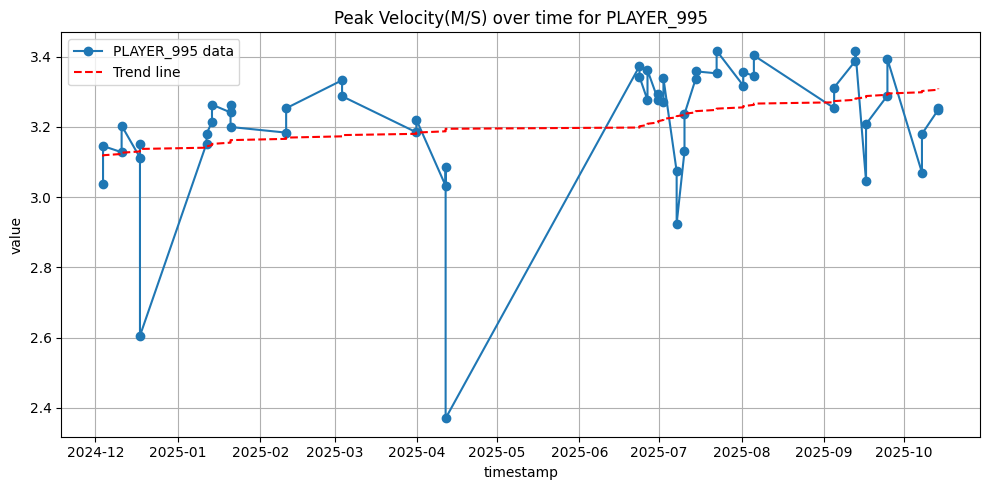 Peak Velocity(M/S) over time for PLAYER_995
PLAYER_995 data
Trend line
value
3.4
3.2
3.0
2.8
2.6
2.4
2024-12 2025-01 2025-02 2025-03 2025-04 2025-05 2025-06 2025-07 2025-08 2025-09 2025-10
timestamp